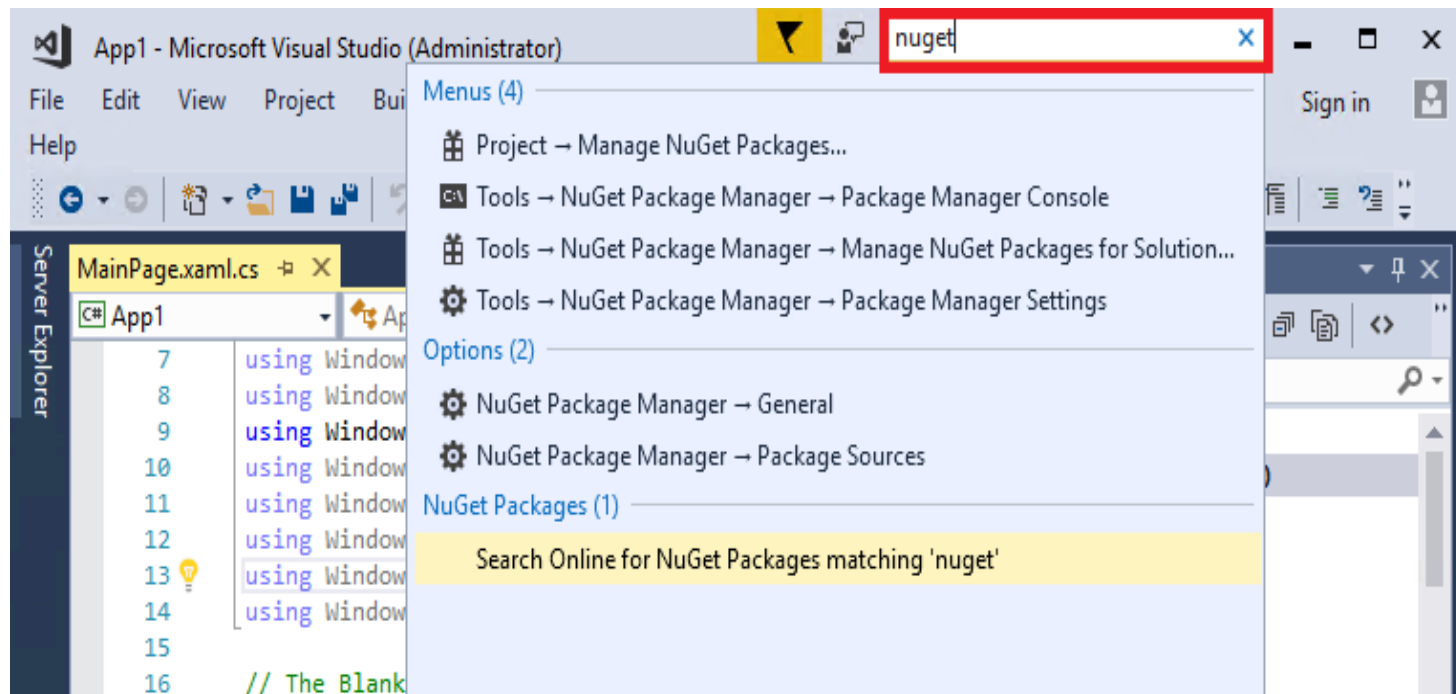 App1 - Microsoft Visual Studio (Administrator)
nuget
File Edit View Project Bui
Sign in
Help
Menus (4)
Project → Manage NuGet Packages...
Tools → NuGet Package Manager → Package Manager Console
Tools → NuGet Package Manager → Manage NuGet Packages for Solution...
Tools → NuGet Package Manager → Package Manager Settings
Options (2)
NuGet Package Manager → General
NuGet Package Manager → Package Sources
NuGet Packages (1)
Search Online for NuGet Packages matching 'nuget'
Server Explorer
MainPage.xaml.cs
C# App1
Ap
7 using Window
8 using Window
9 using Window
10 using Window
11 using Window
12 using Window
13 using Window
14 using Window
15
16 // The Blank
)